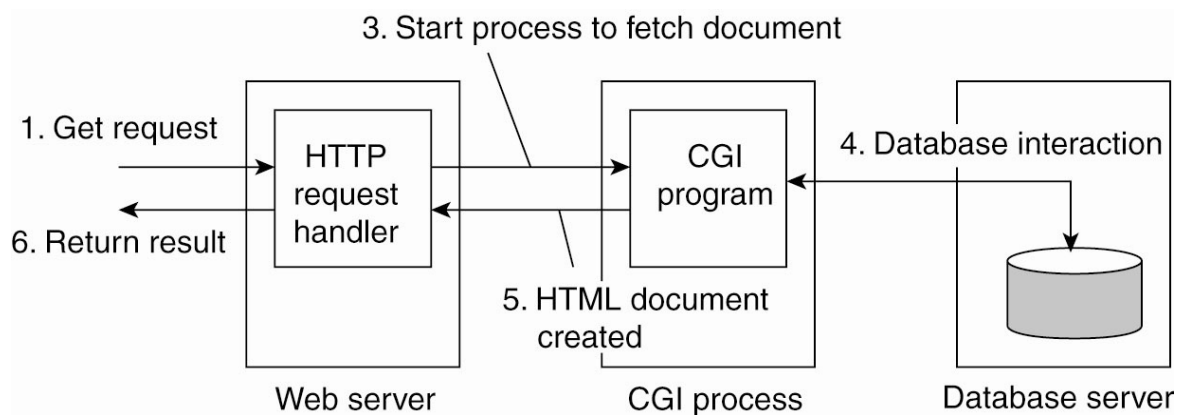 3. Start process to fetch document
1. Get request
HTTP
request
handler
CGI
program
4. Database interaction
6. Return result
5. HTML document
created
Web server
CGI process
Database server